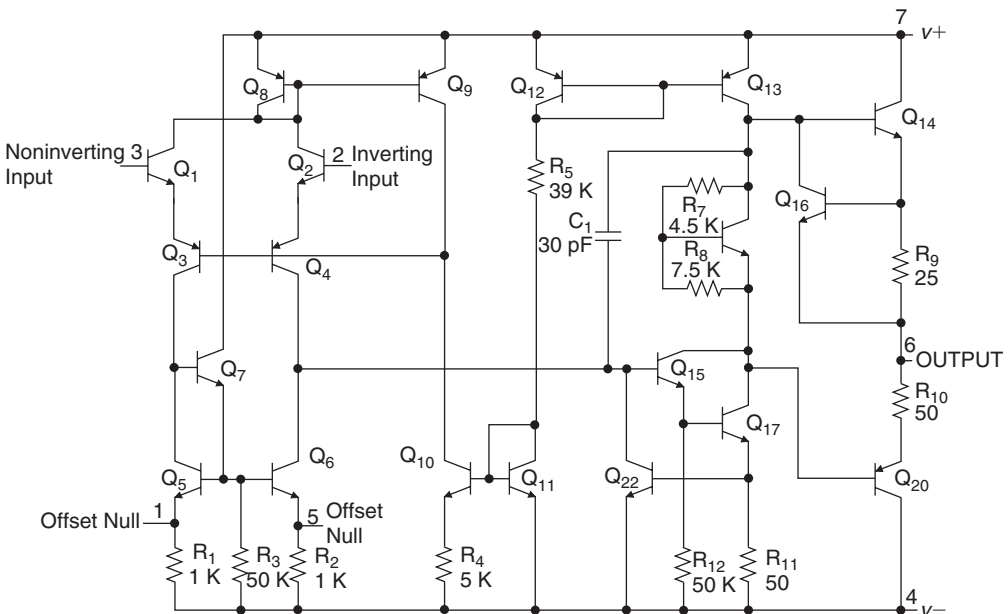 7
v+
Q8
Q9
Q12
Q13
Q14
Noninverting 3
Input
Q1
Q2
2 Inverting
Input
R5
39 K
R7
4.5 K
Q16
C1
30 pF
R8
7.5 K
Q3
Q4
R9
25
6
OUTPUT
Q7
Q15
R10
50
Q17
Q5
Q6
Q10
Q11
Q22
Q20
Offset Null 1
5 Offset
Null
R1
1 K
R3
50 K
R2
1 K
R4
5 K
R12
50 K
R11
50
4
v−